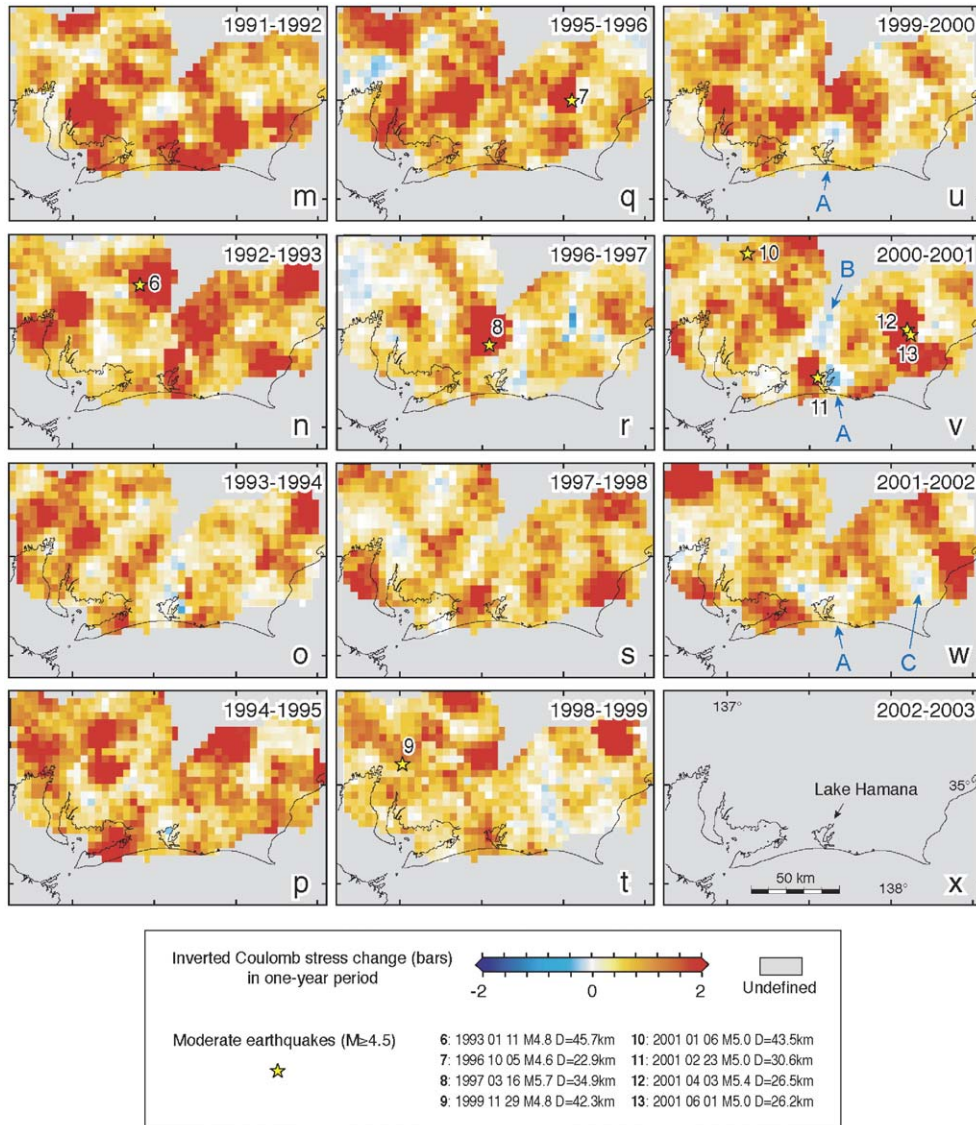 1991-1992
m
1995-1996
7
q
1999-2000
A
u
1992-1993
6
n
1996-1997
8
r
2000-2001
10
B
12
13
11
A
v
1993-1994
o
1997-1998
s
2001-2002
A
C
w
1994-1995
p
1998-1999
9
t
2002-2003
137°
Lake Hamana
35°
50 km
138°
x
Inverted Coulomb stress change (bars)
in one-year period
-2
0
2
Undefined
Moderate earthquakes (M≥4.5)
6: 1993 01 11 M4.8 D=45.7km
7: 1996 10 05 M4.6 D=22.9km
8: 1997 03 16 M5.7 D=34.9km
9: 1999 11 29 M4.8 D=42.3km
10: 2001 01 06 M5.0 D=43.5km
11: 2001 02 23 M5.0 D=30.6km
12: 2001 04 03 M5.4 D=26.5km
13: 2001 06 01 M5.0 D=26.2km